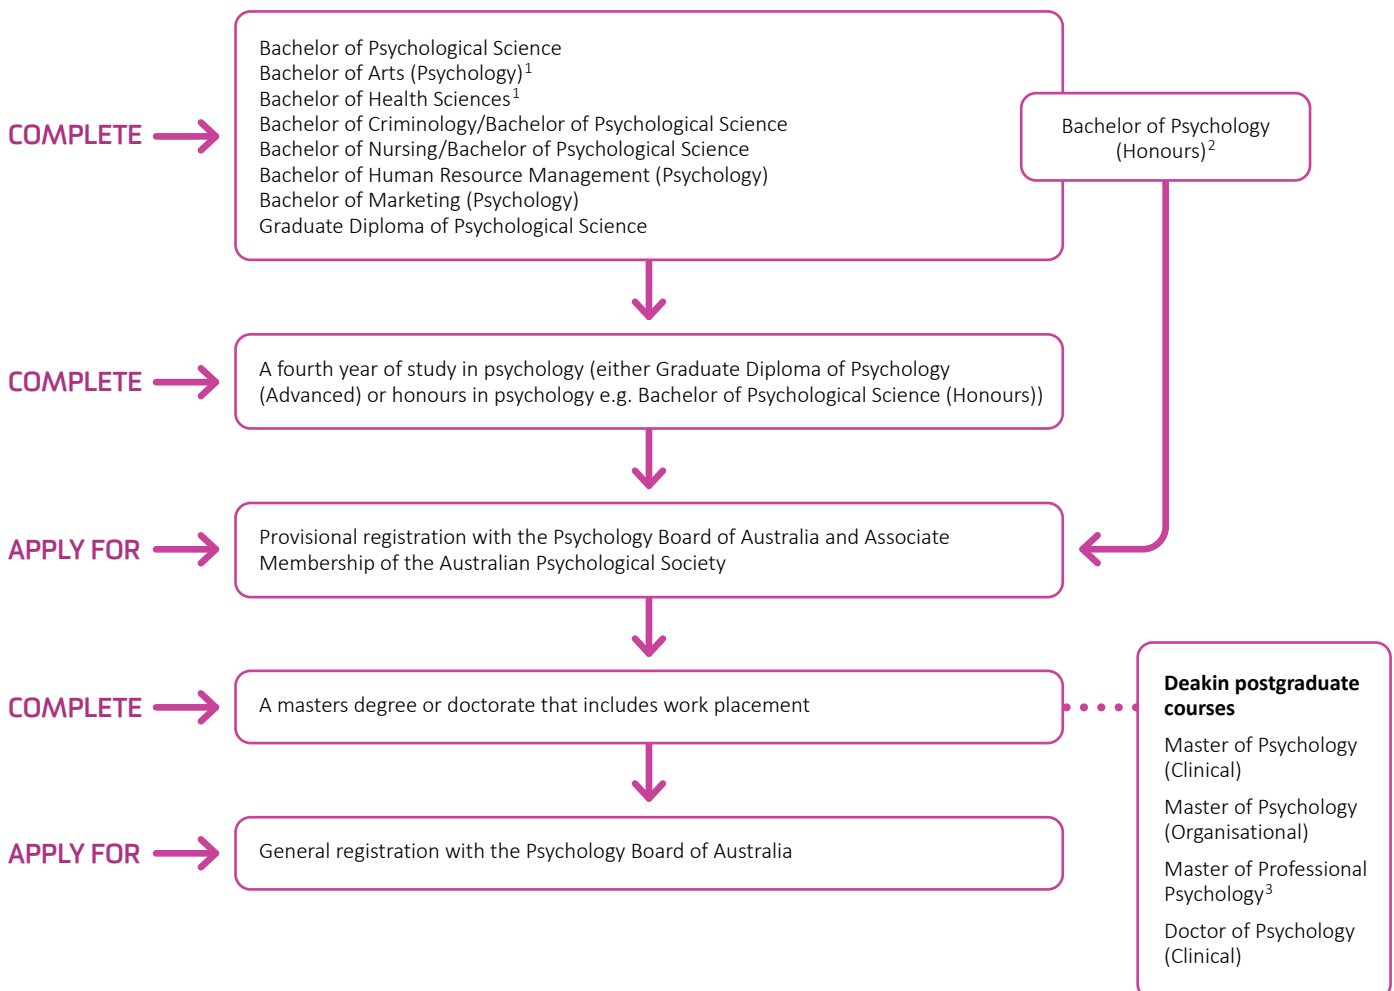 COMPLETE
Bachelor of Psychological Science
Bachelor of Arts (Psychology)¹
Bachelor of Health Sciences¹
Bachelor of Criminology/Bachelor of Psychological Science
Bachelor of Nursing/Bachelor of Psychological Science
Bachelor of Human Resource Management (Psychology)
Bachelor of Marketing (Psychology)
Graduate Diploma of Psychological Science
Bachelor of Psychology
(Honours)²
COMPLETE
A fourth year of study in psychology (either Graduate Diploma of Psychology
(Advanced) or honours in psychology e.g. Bachelor of Psychological Science (Honours))
APPLY FOR
Provisional registration with the Psychology Board of Australia and Associate
Membership of the Australian Psychological Society
COMPLETE
A masters degree or doctorate that includes work placement
Deakin postgraduate
courses
Master of Psychology
(Clinical)
Master of Psychology
(Organisational)
Master of Professional
Psychology³
Doctor of Psychology
(Clinical)
APPLY FOR
General registration with the Psychology Board of Australia